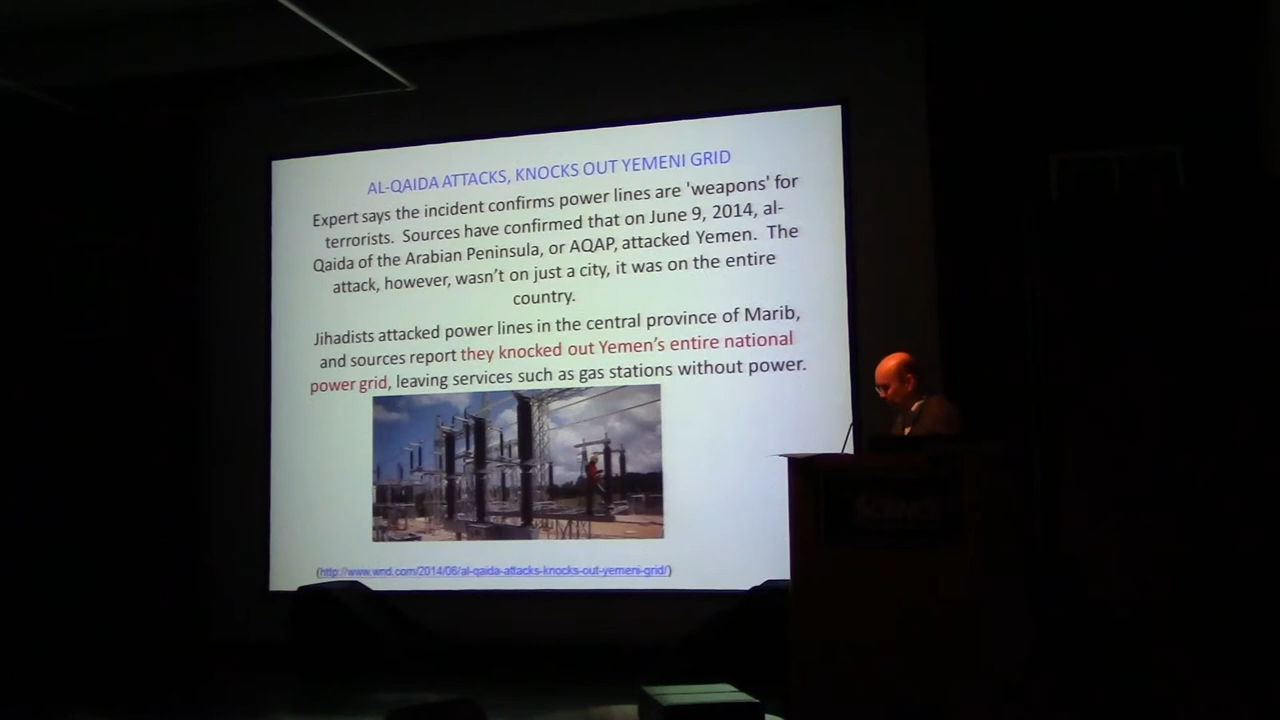 AL-QAIDA ATTACKS, KNOCKS OUT YEMENI GRID
Expert says the incident confirms power lines are 'weapons' for
terrorists. Sources have confirmed that on June 9, 2014, al-
Qaida of the Arabian Peninsula, or AQAP, attacked Yemen. The
attack, however, wasn't on just a city, it was on the entire
country.
Jihadists attacked power lines in the central province of Marib,
and sources report they knocked out Yemen's entire national
power grid, leaving services such as gas stations without power.
(http://www.wnd.com/2014/06/al-qaida-attacks-knocks-out-yemeni-grid/)
SCIENCE